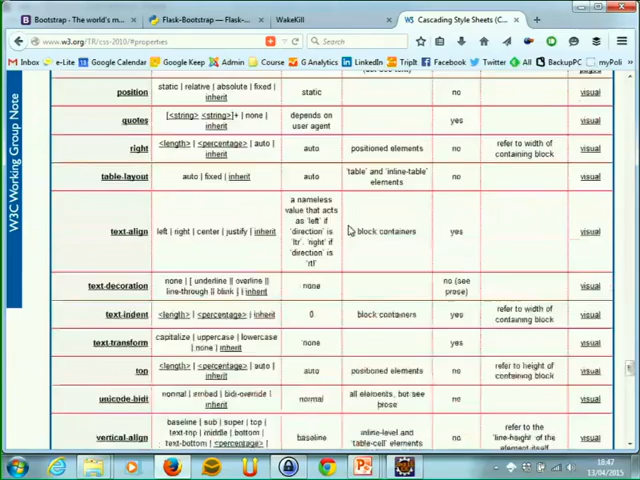 Bootstrap · The world's m...
Flask-Bootstrap — Flask-...
WakeKill
Cascading Style Sheets (C...
www.w3.org/TR/css-2010/#properties
Search
Inbox
e-Lite
Google Calendar
Google Keep
Admin
Course
G Analytics
LinkedIn
TripIt
Facebook
Twitter
All
BackupPC
myPoli
W3C Working Group Note
position static | relative | absolute | fixed | static no visual
inherit
quotes [<string> <string>]+ | none | depends on yes visual
inherit user agent
right <length> | <percentage> | auto | auto positioned elements no refer to width of visual
inherit containing block
table-layout auto | fixed | inherit auto 'table' and 'inline-table' no visual
elements
a nameless
value that acts
as 'left' if
text-align left | right | center | justify | inherit 'direction' is block containers yes visual
'ltr', 'right' if
'direction' is
'rtl'
text-decoration none | [ underline || overline || none no (see visual
line-through || blink ] | inherit prose)
text-indent <length> | <percentage> | inherit 0 block containers yes refer to width of visual
containing block
text-transform capitalize | uppercase | lowercase none yes visual
| none | inherit
top <length> | <percentage> | auto | auto positioned elements no refer to height of visual
inherit containing block
unicode-bidi normal | embed | bidi-override | normal all elements, but see no visual
inherit prose
baseline | sub | super | top | refer to the
vertical-align text-top | middle | bottom | baseline inline-level and no 'line-height' of the visual
text-bottom | <percentage> | 'table-cell' elements element itself
18:47
13/04/2015